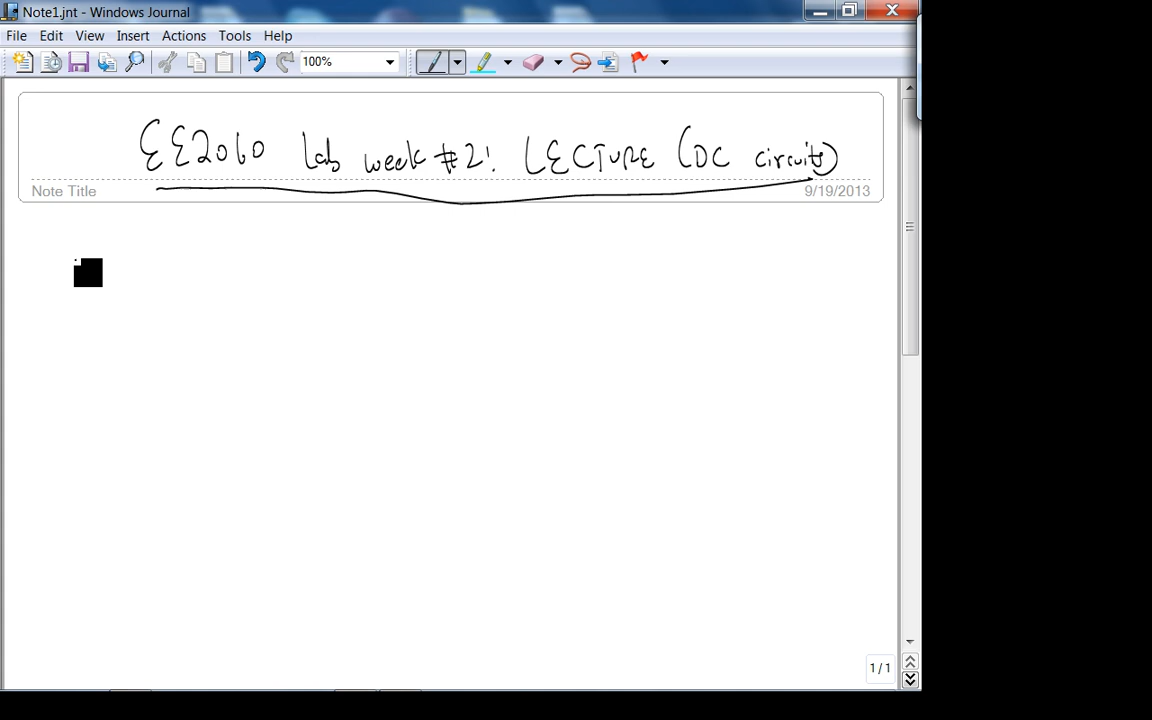 Note1.jnt - Windows Journal
File Edit View Insert Actions Tools Help
100%
EE2060 Lab week #2: LECTURE (DC circuits)
Note Title 9/19/2013
1 / 1